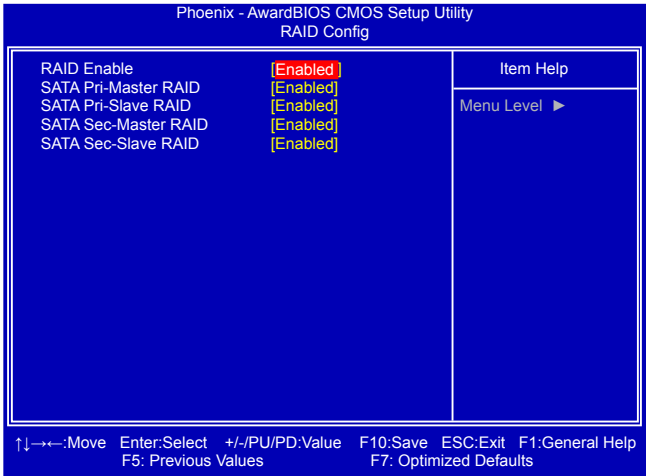 Phoenix - AwardBIOS CMOS Setup Utility
RAID Config
RAID Enable [Enabled ]
SATA Pri-Master RAID [Enabled]
SATA Pri-Slave RAID [Enabled]
SATA Sec-Master RAID [Enabled]
SATA Sec-Slave RAID [Enabled]
Item Help
Menu Level ►
↑↓→←:Move Enter:Select +/-/PU/PD:Value F10:Save ESC:Exit F1:General Help
F5: Previous Values F7: Optimized Defaults